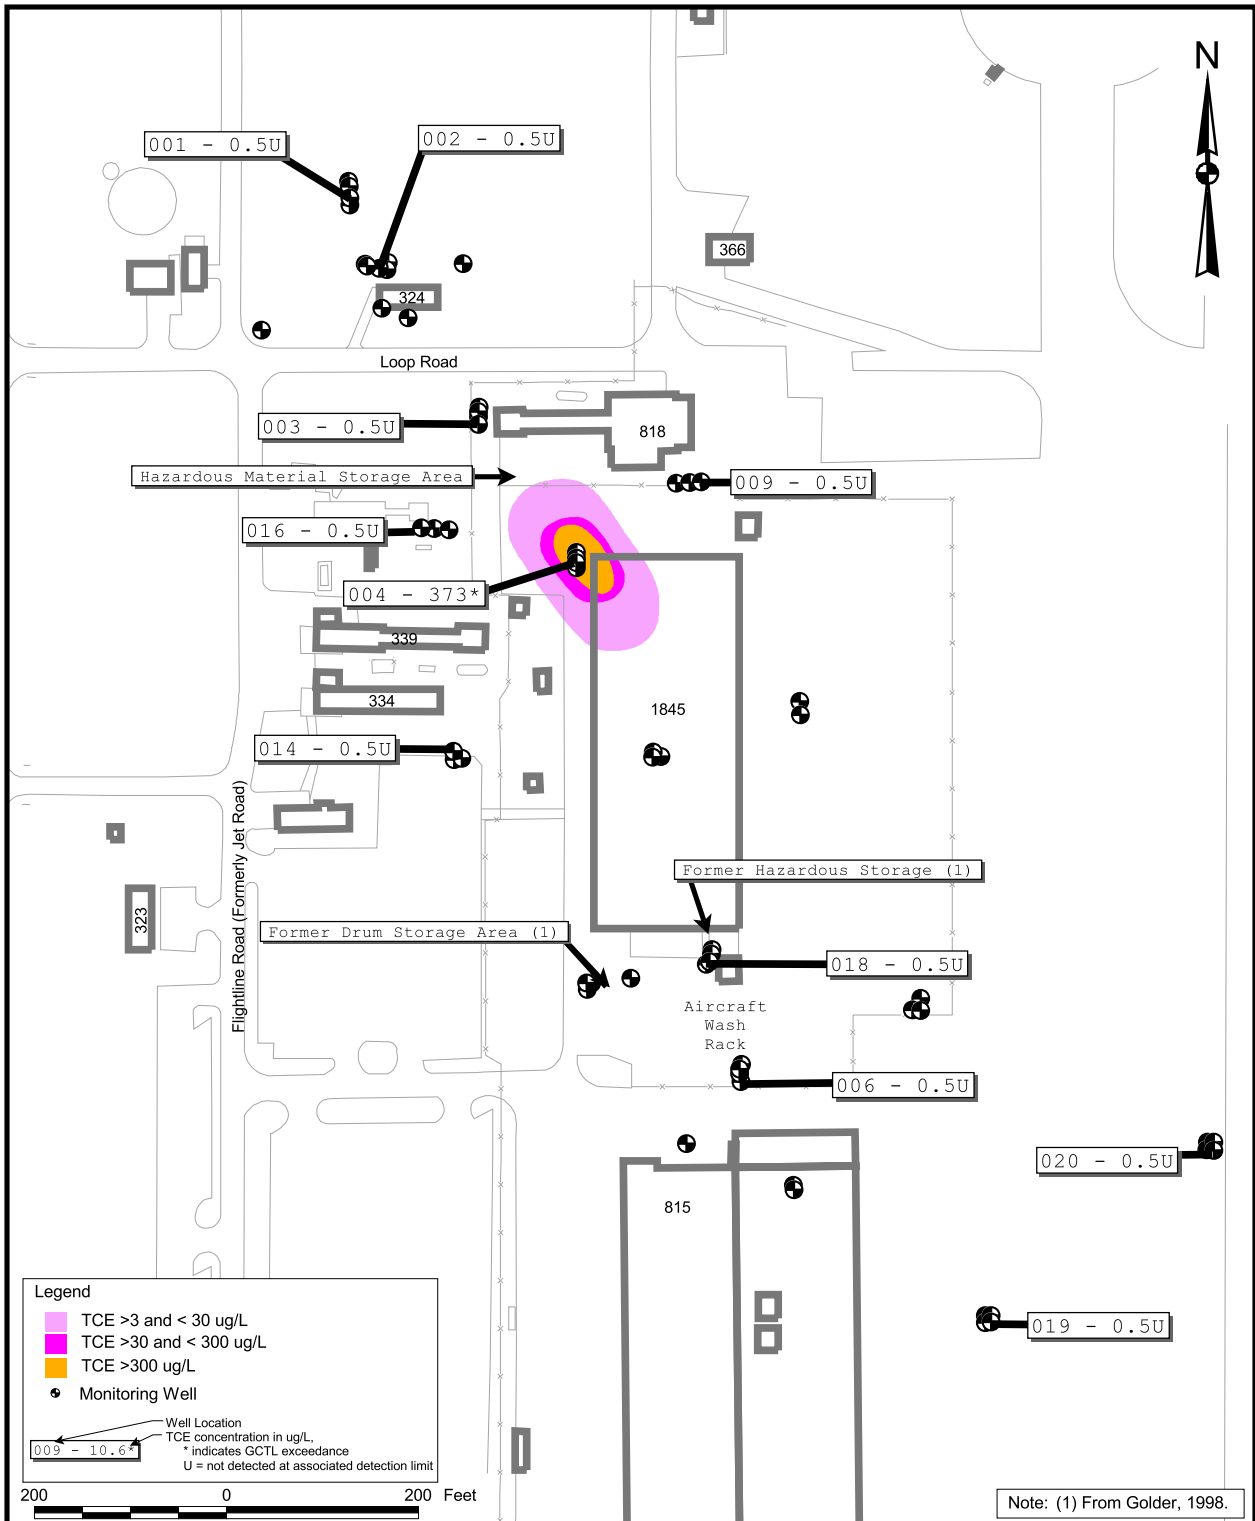 N
001 - 0.5U
002 - 0.5U
366
324
Loop Road
003 - 0.5U
818
Hazardous Material Storage Area
009 - 0.5U
016 - 0.5U
004 - 373*
339
334
1845
014 - 0.5U
Flightline Road (Formerly Jet Road)
Former Hazardous Storage (1)
323
Former Drum Storage Area (1)
018 - 0.5U
Aircraft
Wash
Rack
006 - 0.5U
020 - 0.5U
815
019 - 0.5U
Legend
TCE >3 and < 30 ug/L
TCE >30 and < 300 ug/L
TCE >300 ug/L
Monitoring Well
Well Location
TCE concentration in ug/L,
* indicates GCTL exceedance
U = not detected at associated detection limit
009 - 10.6*
200 0 200 Feet
Note: (1) From Golder, 1998.